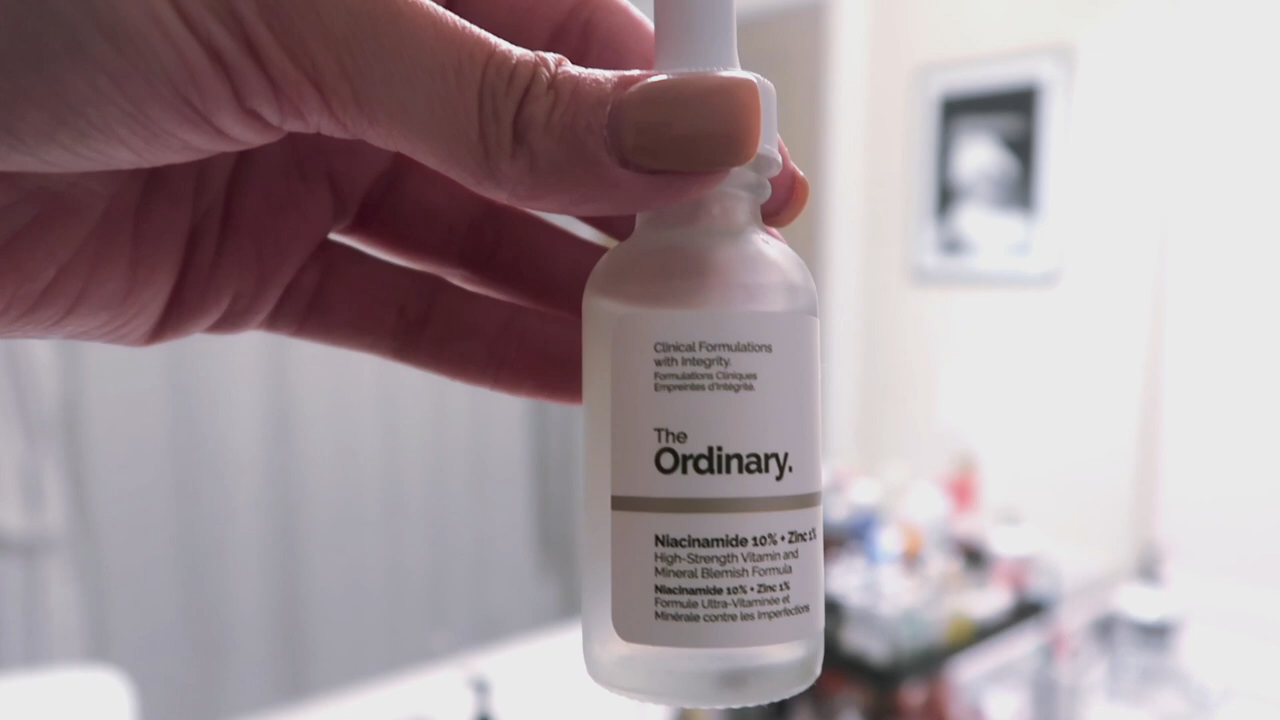 Clinical Formulations
with Integrity.
Formulations Cliniques
Empreintes d'Intégrité.
The
Ordinary.
Niacinamide 10% + Zinc 1%
High-Strength Vitamin and
Mineral Blemish Formula
Niacinamide 10% + Zinc 1%
Formule Ultra-Vitaminée et
Minérale contre les Imperfections